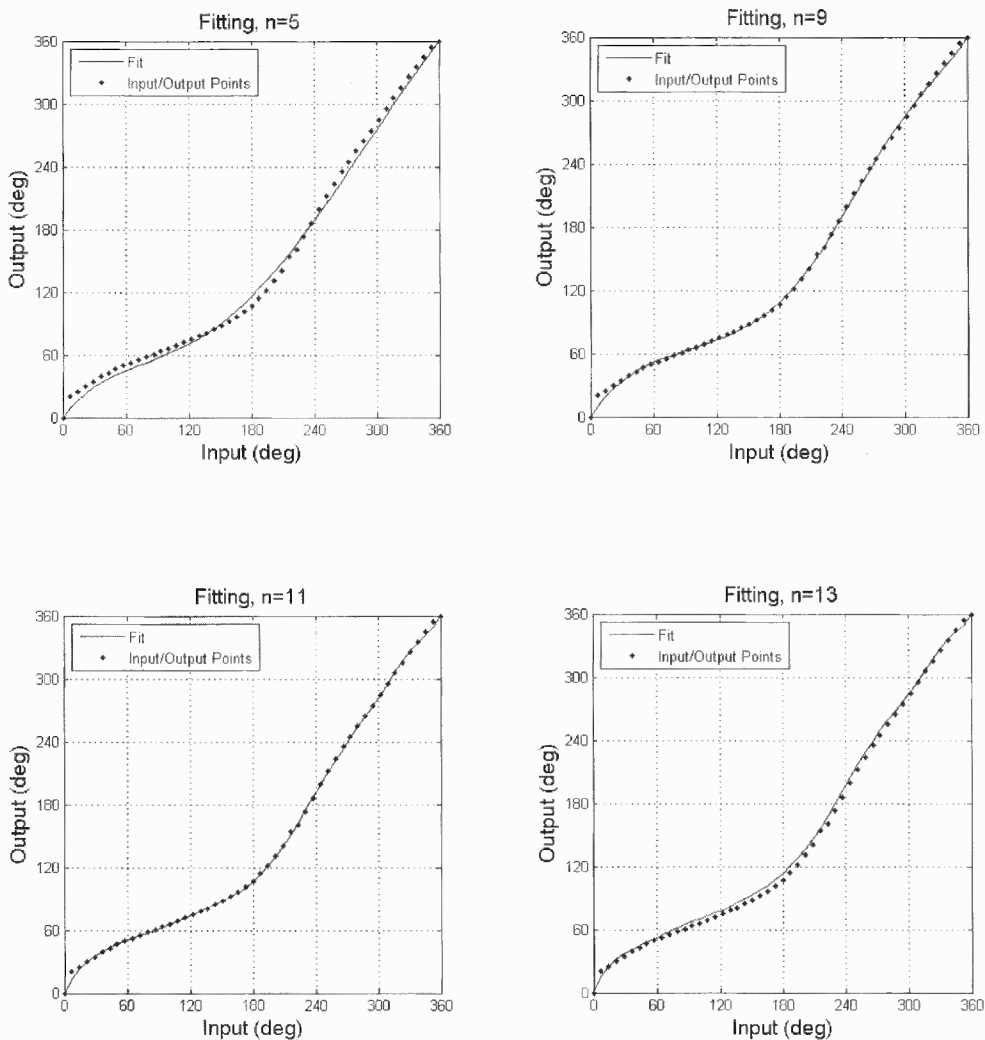 Fitting, n=5
360
300
240
180
120
60
0
Output (deg)
Fit
Input/Output Points
0 60 120 180 240 300 360
Input (deg)
Fitting, n=9
360
300
240
180
120
60
0
Output (deg)
Fit
Input/Output Points
0 60 120 180 240 300 360
Input (deg)
Fitting, n=11
360
300
240
180
120
60
0
Output (deg)
Fit
Input/Output Points
0 60 120 180 240 300 360
Input (deg)
Fitting, n=13
360
300
240
180
120
60
0
Output (deg)
Fit
Input/Output Points
0 60 120 180 240 300 360
Input (deg)